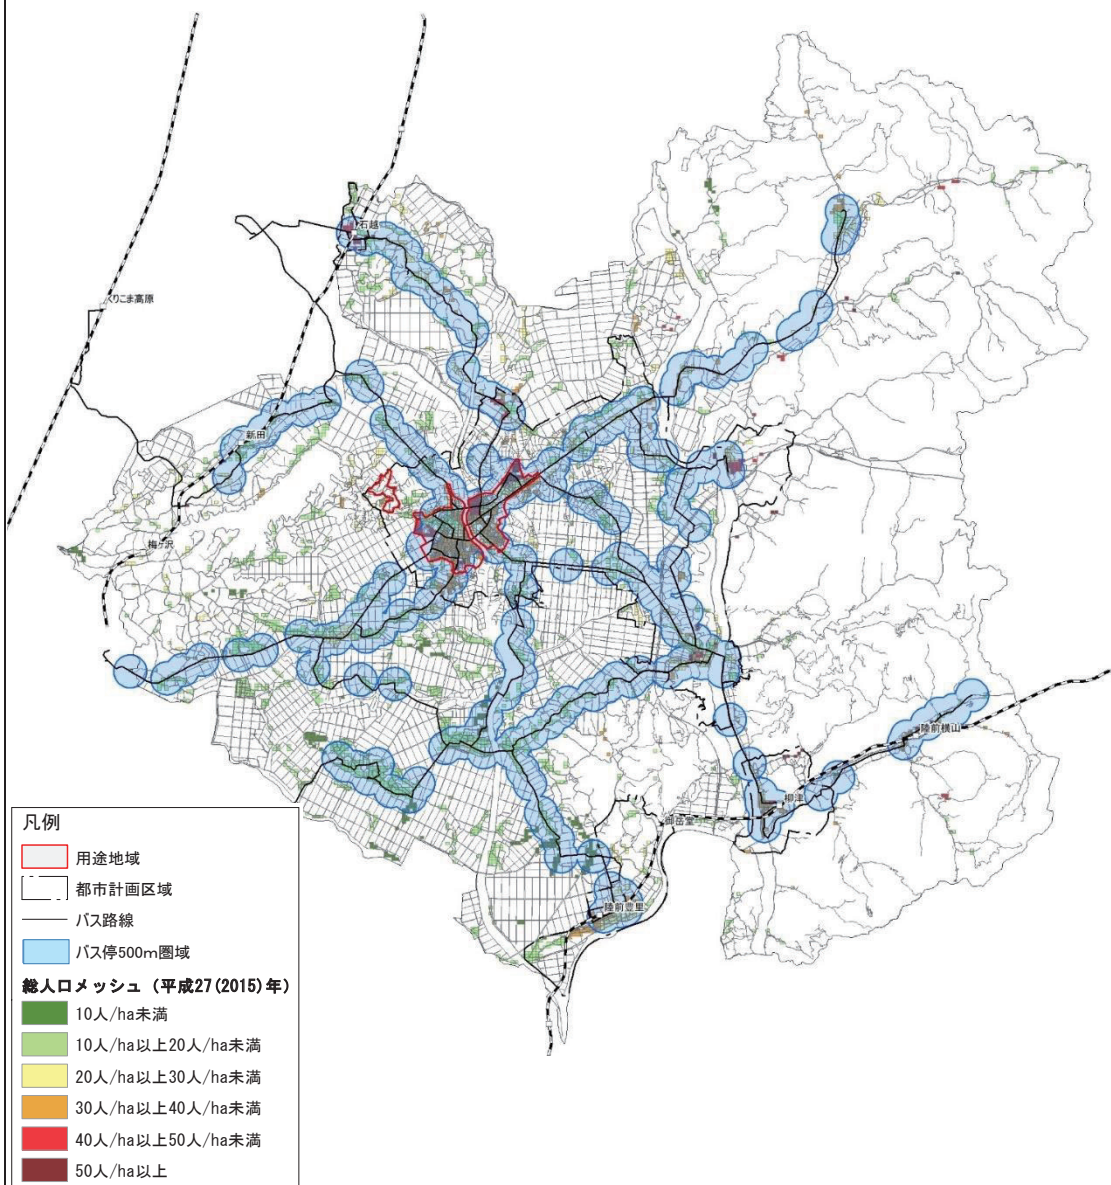 石越
くりこま高原
新田
梅ヶ沢
陸前横山
柳津
御岳堂
陸前豊里
凡例
用途地域
都市計画区域
バス路線
バス停500m圏域
総人口メッシュ (平成27(2015)年)
10人/ha未満
10人/ha以上20人/ha未満
20人/ha以上30人/ha未満
30人/ha以上40人/ha未満
40人/ha以上50人/ha未満
50人/ha以上